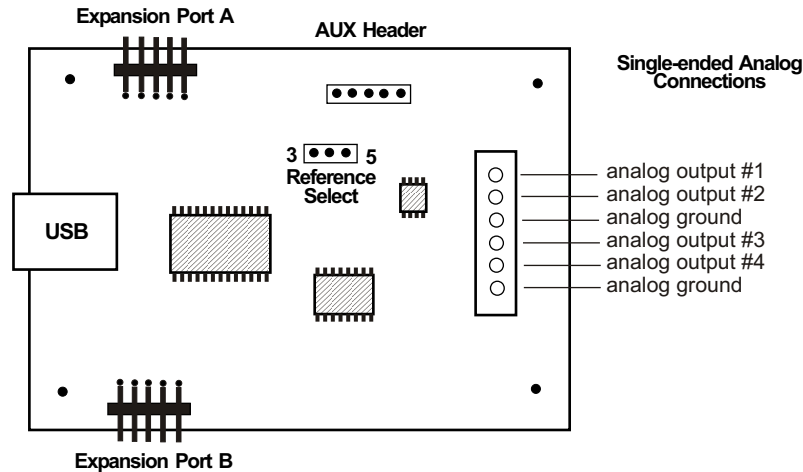 Expansion Port A
AUX Header
Single-ended Analog
Connections
3
5
Reference
Select
USB
analog output #1
analog output #2
analog ground
analog output #3
analog output #4
analog ground
Expansion Port B